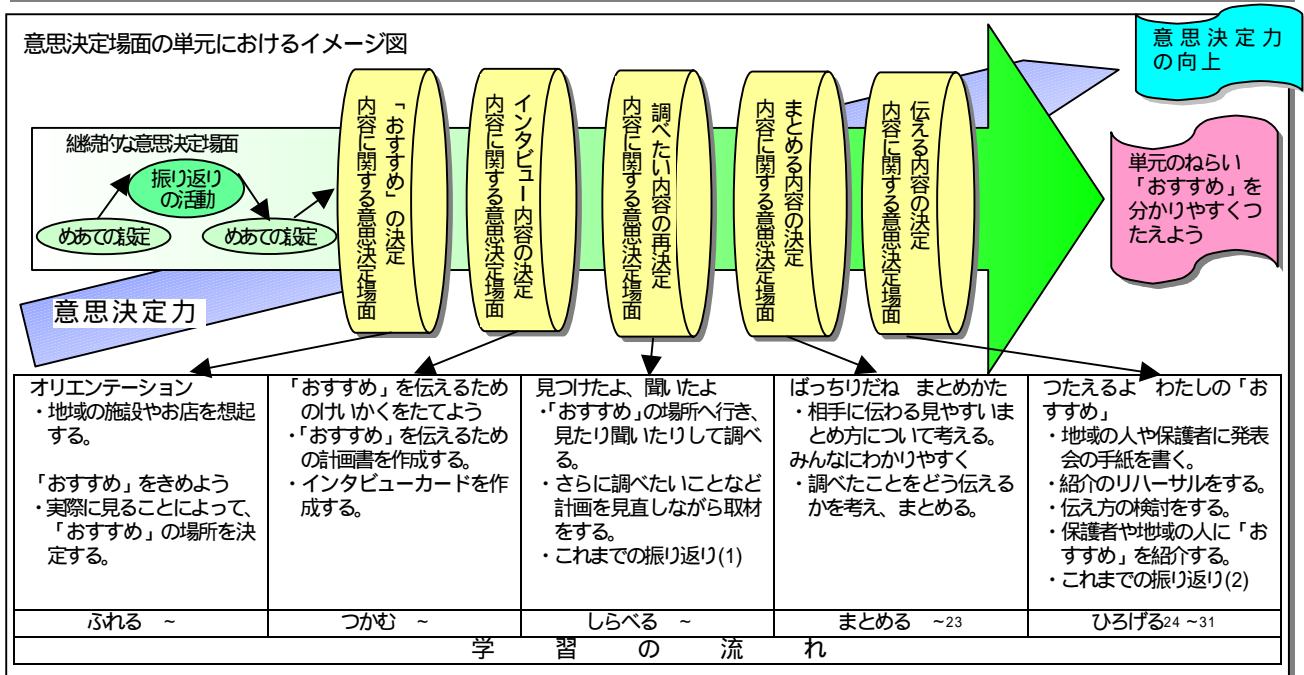 意思決定場面の単元におけるイメージ図
意思決定力
の向上
継続的な意思決定場面
振り返り
の活動
めあての設定
めあての設定
「おすすめ」の決定
内容に関する意思決定場面
インタビュー内容の決定
内容に関する意思決定場面
調べたい内容の再決定
内容に関する意思決定場面
まとめる内容の決定
内容に関する意思決定場面
伝える内容の決定
内容に関する意思決定場面
単元のねらい
「おすすめ」を
分かりやすくつ
たえよう
意思決定力
オリエンテーション
・地域の施設やお店を想起
する。
「おすすめ」をきめよう
・実際に見ることによって、
「おすすめ」の場所を決
定する。
「おすすめ」を伝えるため
のけいかくをたてよう
・「おすすめ」を伝えるため
の計画書を作成する。
・インタビューカードを作
成する。
見つけたよ、聞いたよ
・「おすすめ」の場所へ行き、
見たり聞いたりして調べ
る。
・さらに調べたいことなど
計画を見直しながら取材
をする。
・これまでの振り返り(1)
ばっちりだね　まとめかた
・相手に伝わる見やすいま
とめ方について考える。
みんなにわかりやすく
・調べたことをどう伝える
かを考え、まとめる。
つたえるよ　わたしの「お
すすめ」
・地域の人や保護者に発表
会の手紙を書く。
・紹介のリハーサルをする。
・伝え方の検討をする。
・保護者や地域の人に「お
すすめ」を紹介する。
・これまでの振り返り(2)
ふれる　~
つかむ　~
しらべる　~
まとめる　~23
ひろげる24 ~31
学　習　の　流　れ